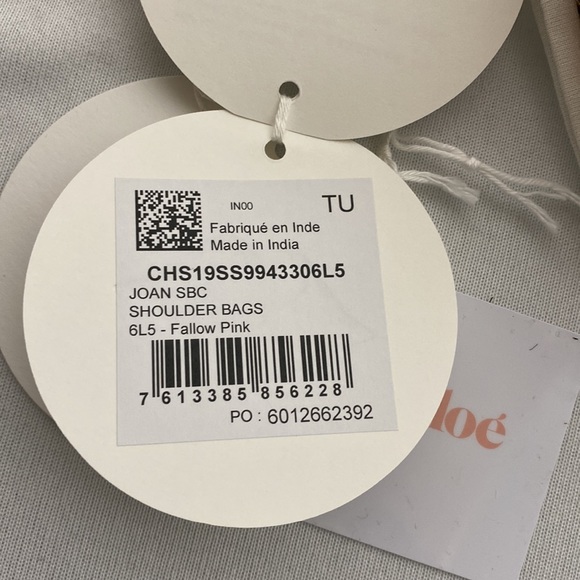 IN00 TU
Fabriqué en Inde
Made in India
CHS19SS9943306L5
JOAN SBC
SHOULDER BAGS
6L5 - Fallow Pink
7 613385 856228
PO : 6012662392
loé